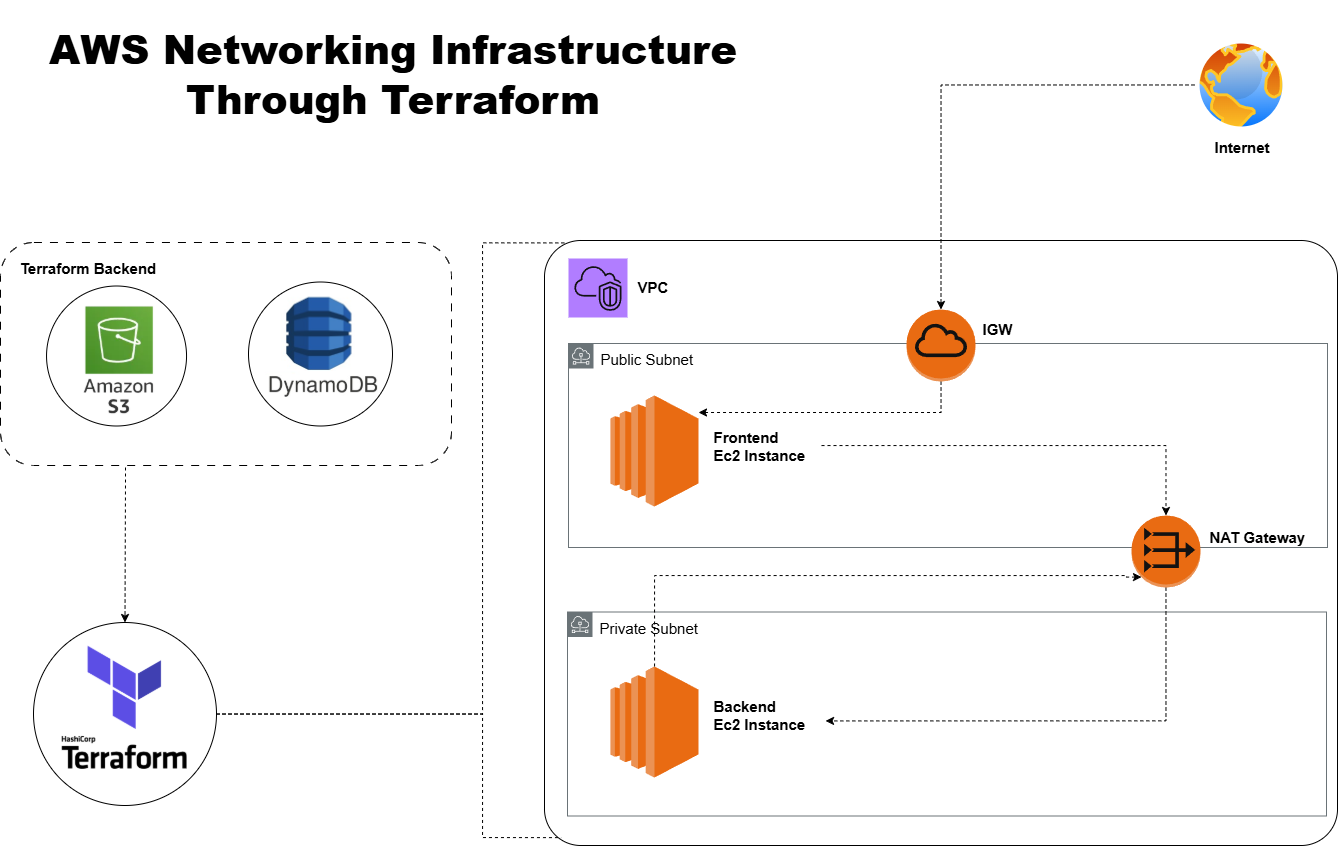 AWS Networking Infrastructure
Through Terraform
Internet
Terraform Backend
Amazon
S3
DynamoDB
VPC
IGW
Public Subnet
Frontend
Ec2 Instance
NAT Gateway
Private Subnet
Backend
Ec2 Instance
HashiCorp
Terraform